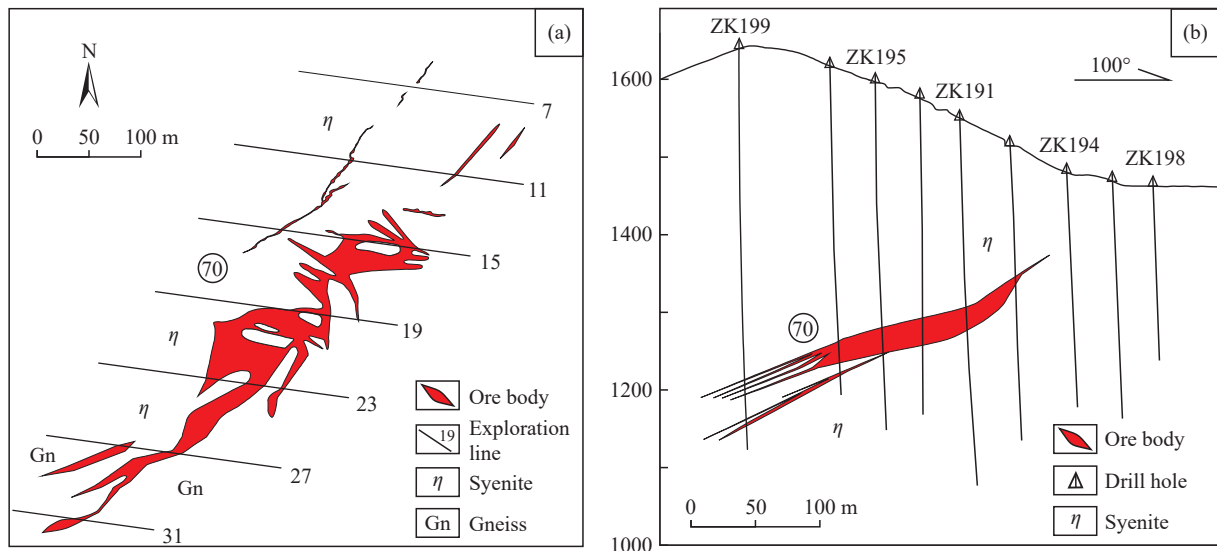 (a)
N
0 50 100 m
η
7
11
15
70
19
η
23
η
Gn
27
Gn
31
Ore body
19 Exploration line
η Syenite
Gn Gneiss
(b)
ZK199
ZK195
ZK191
ZK194
ZK198
100°
1600
1400
1200
1000
η
70
η
0 50 100 m
Ore body
Drill hole
η Syenite